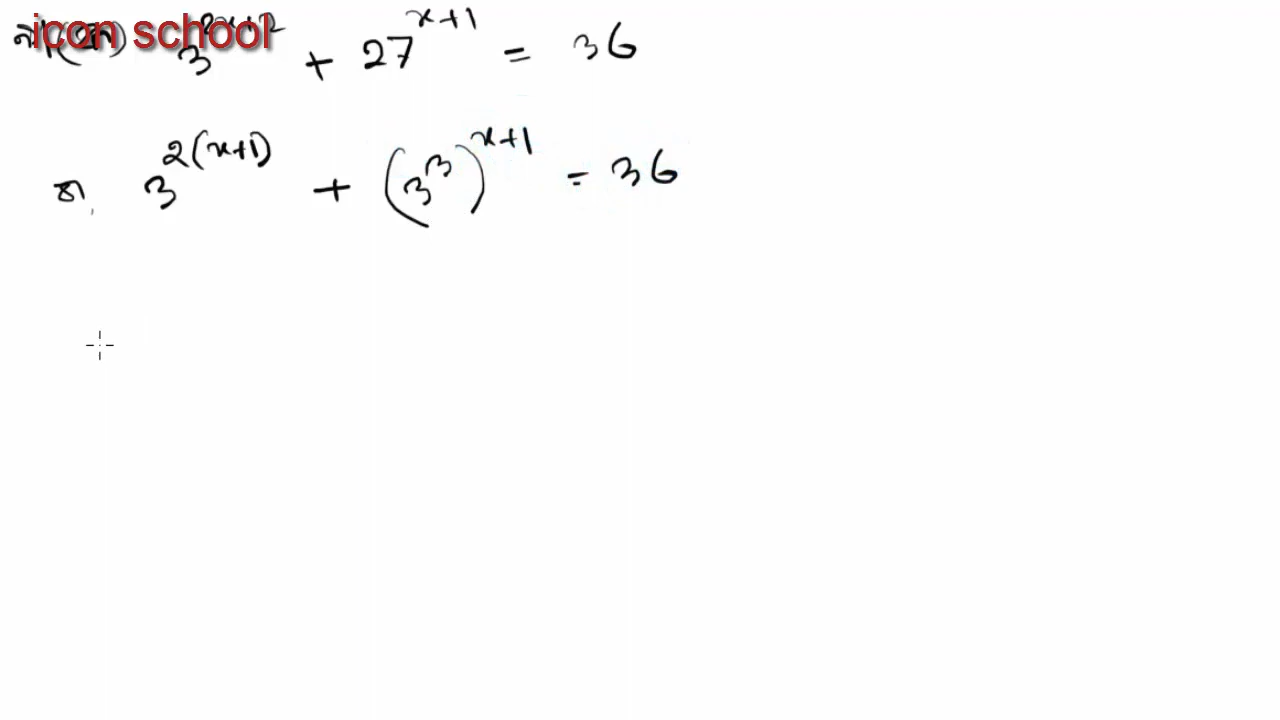 icon school 3^{2x+2} + 27^{x+1} = 36
বা, 3^{2(x+1)} + (3^3)^{x+1} = 36